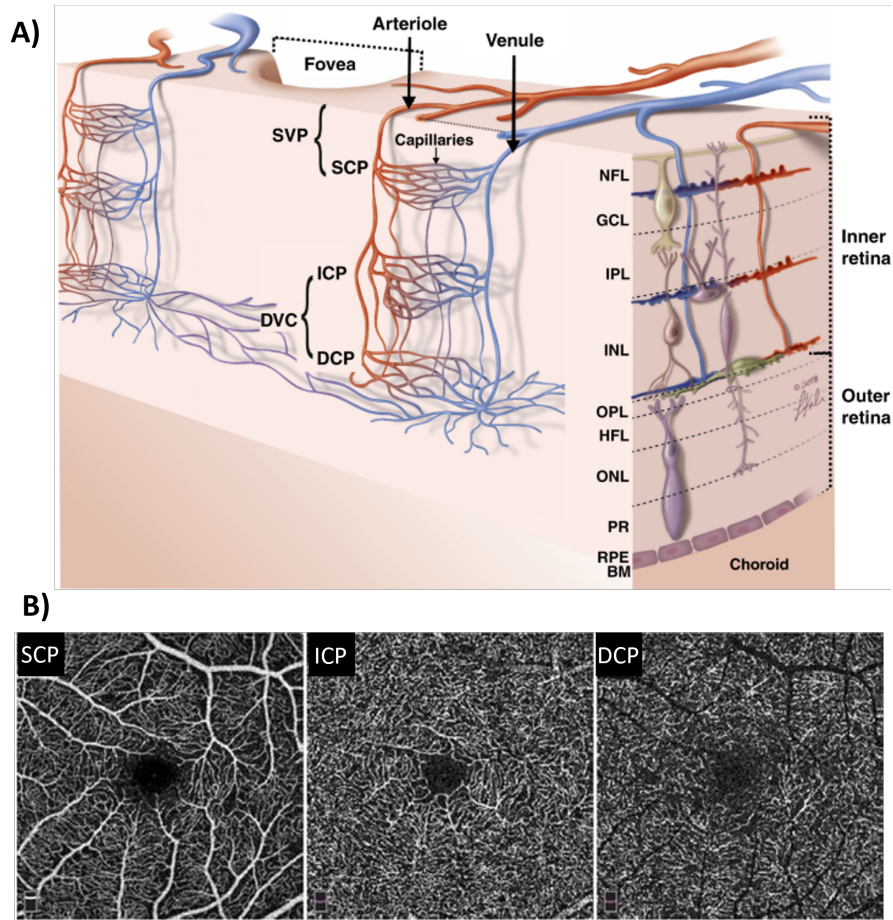 A)
Arteriole
Venule
Fovea
SVP
Capillaries
SCP
ICP
DVC
DCP
NFL
GCL
IPL
INL
OPL
HFL
ONL
PR
RPE
BM
Inner
retina
Outer
retina
Choroid
©2018
B)
SCP
ICP
DCP